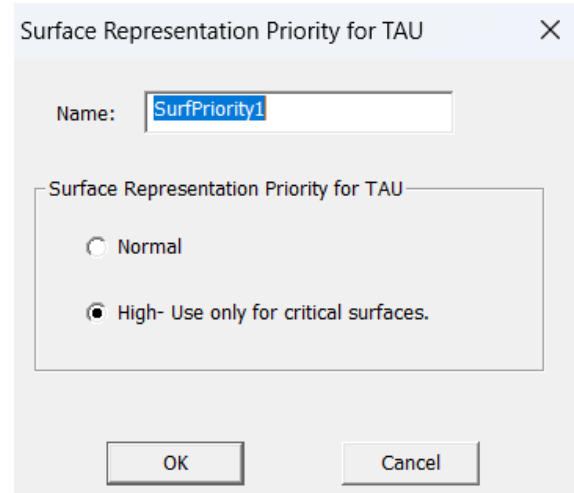 Surface Representation Priority for TAU
Name: SurfPriority1
Surface Representation Priority for TAU
Normal
High- Use only for critical surfaces.
OK Cancel